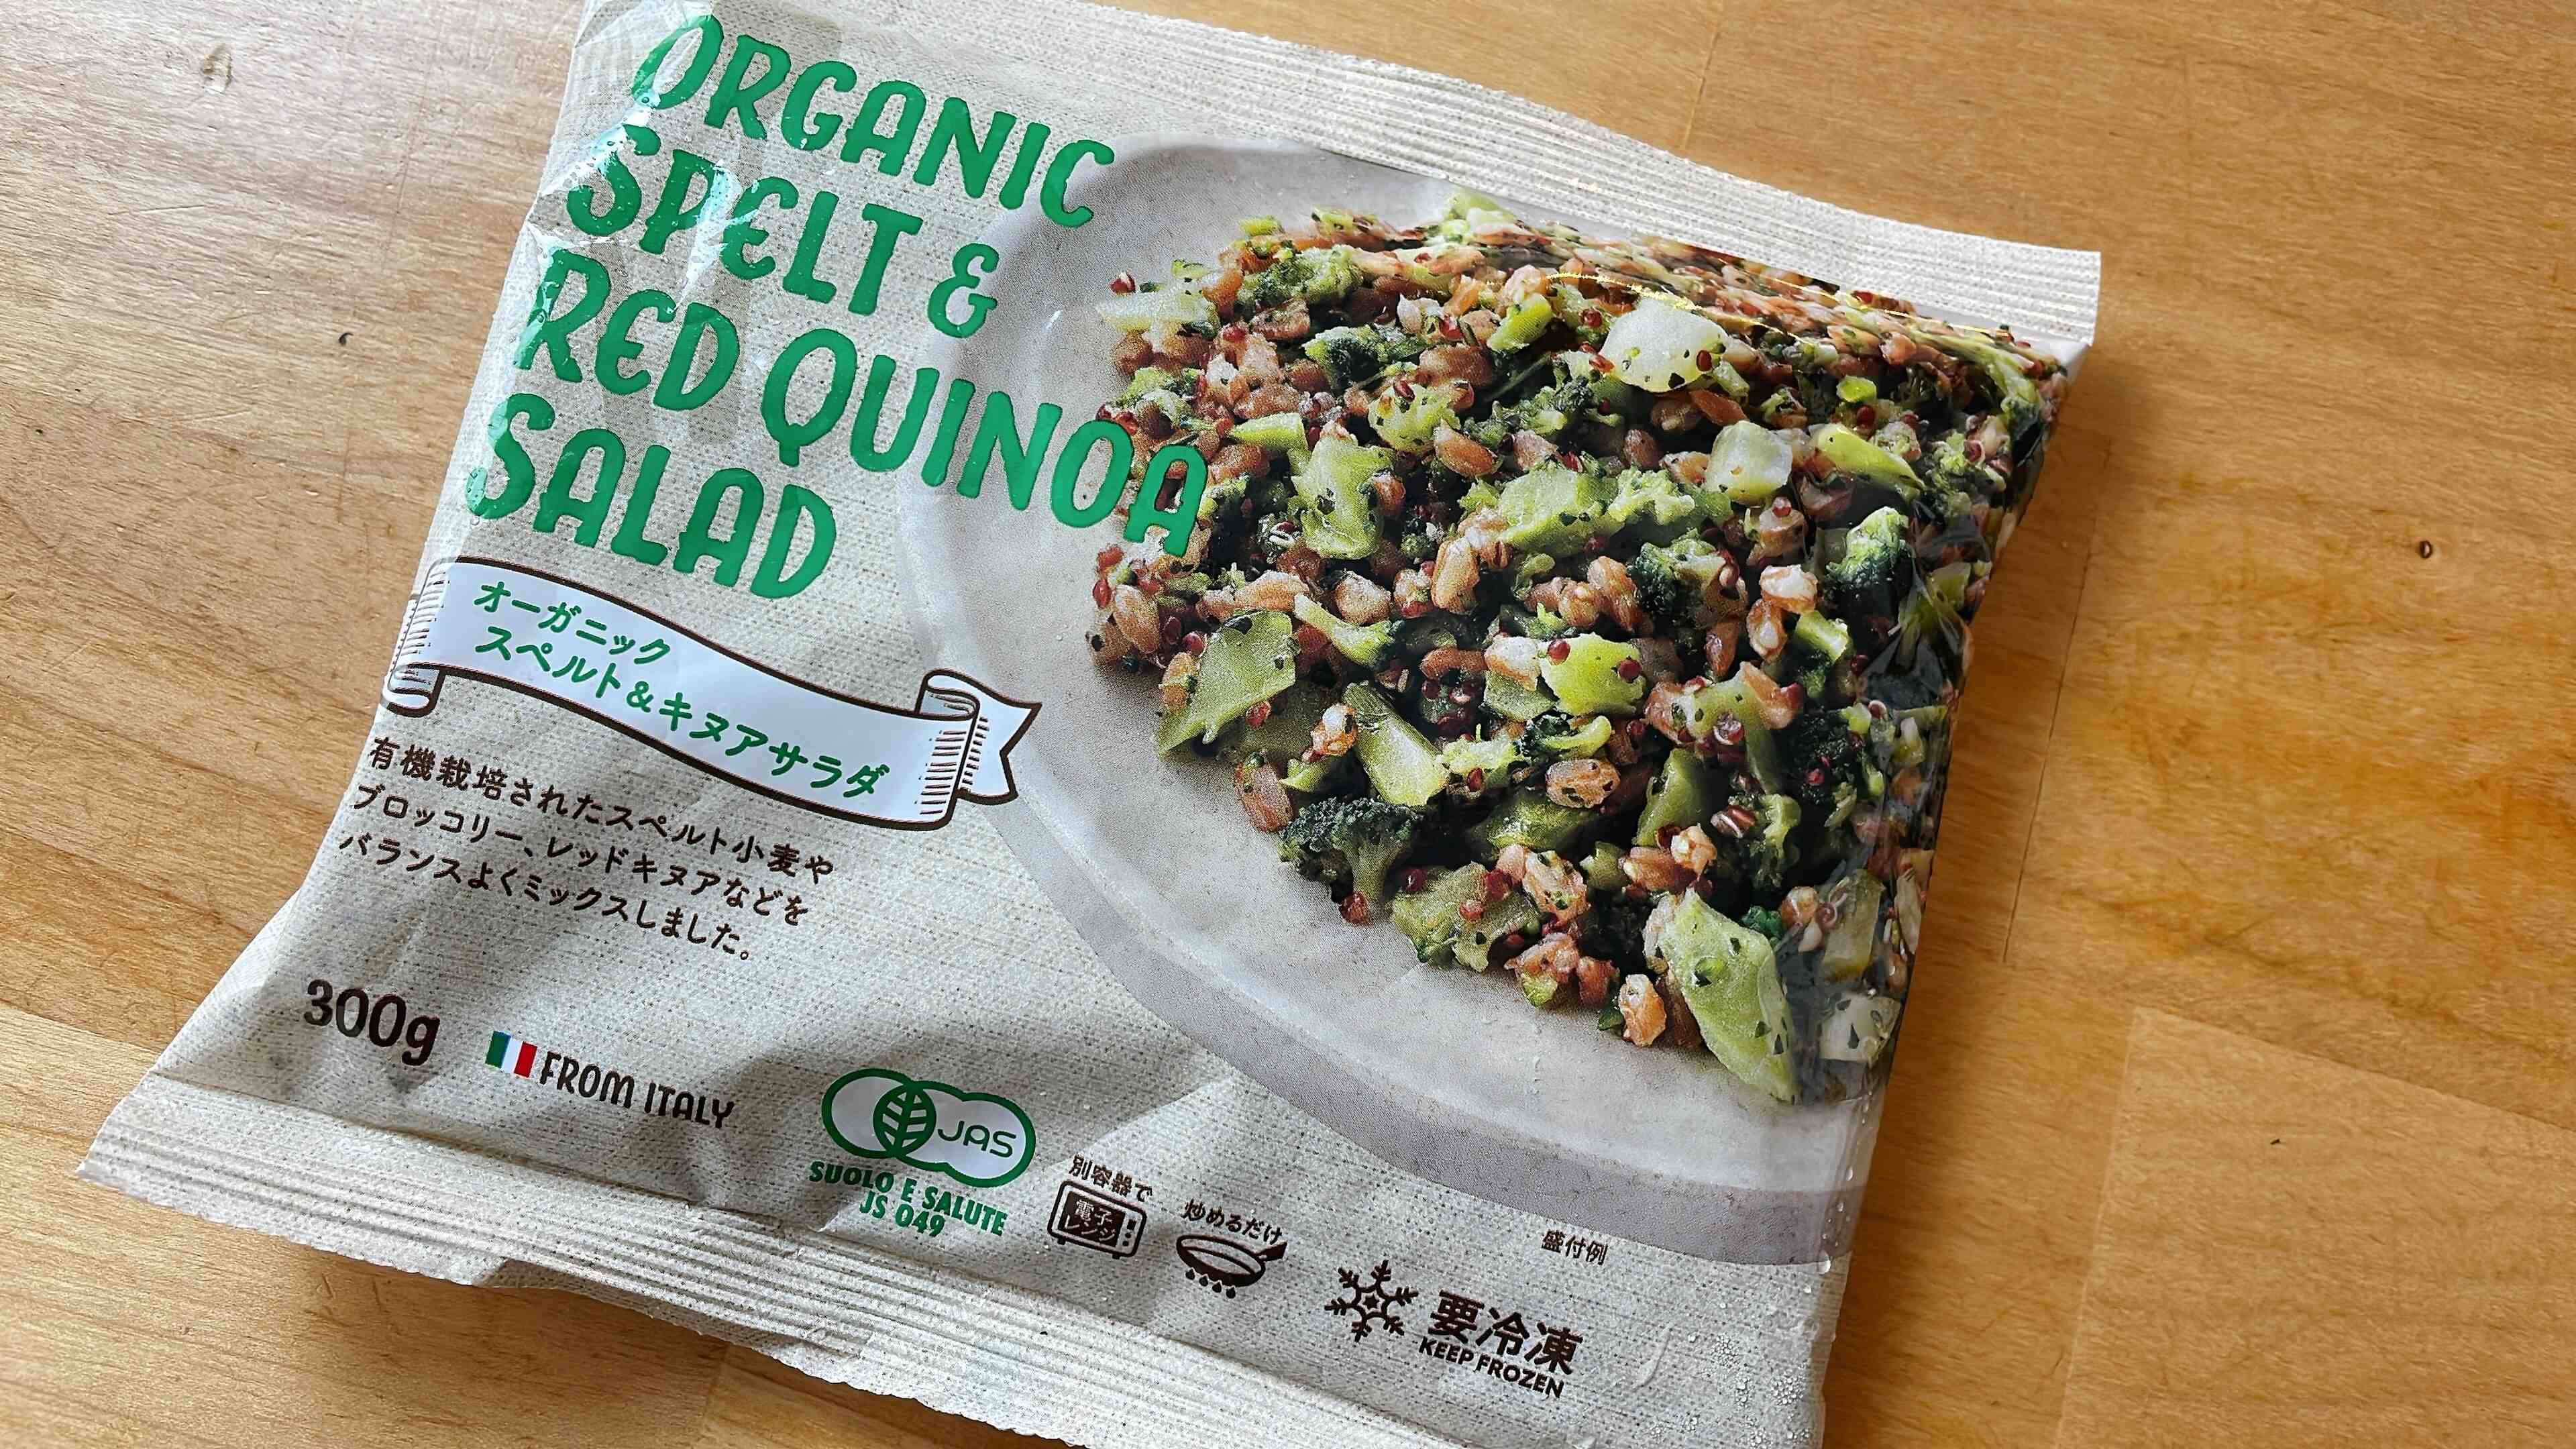 ORGANIC
SPELT &
RED QUINOA
SALAD
オーガニック
スペルト&キヌアサラダ
有機栽培されたスペルト小麦や
ブロッコリー、レッドキヌアなどを
バランスよくミックスしました。
300g
FROM ITALY
JAS
SUOLO E SALUTE
JS 049
別容器で
電子
レンジ
炒めるだけ
盛付例
要冷凍
KEEP FROZEN